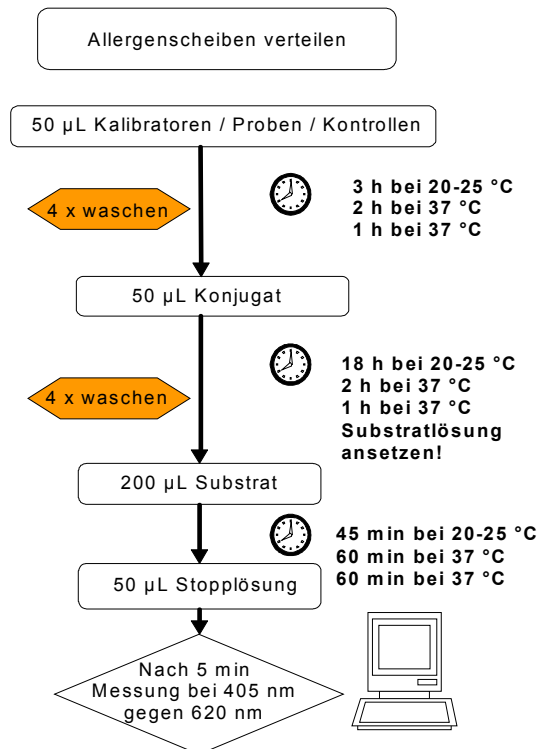 Allergenscheiben verteilen
50 µL Kalibratoren / Proben / Kontrollen
4 x waschen
3 h bei 20-25 °C
2 h bei 37 °C
1 h bei 37 °C
50 µL Konjugat
4 x waschen
18 h bei 20-25 °C
2 h bei 37 °C
1 h bei 37 °C
Substratlösung
ansetzen!
200 µL Substrat
45 min bei 20-25 °C
60 min bei 37 °C
60 min bei 37 °C
50 µL Stopplösung
Nach 5 min
Messung bei 405 nm
gegen 620 nm